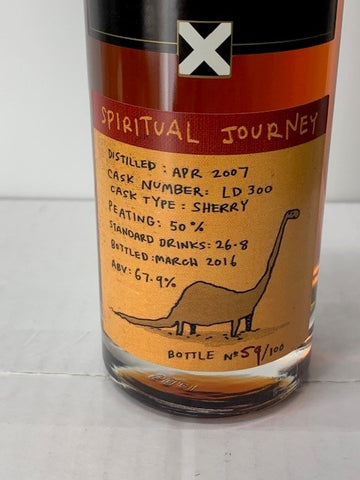 SPIRITUAL JOURNEY
DISTILLED: APR 2007
CASK NUMBER: LD 300
CASK TYPE: SHERRY
PEATING: 50%
STANDARD DRINKS: 26.8
BOTTLED: MARCH 2016
ABV: 67.9%
BOTTLE Nº 59/100